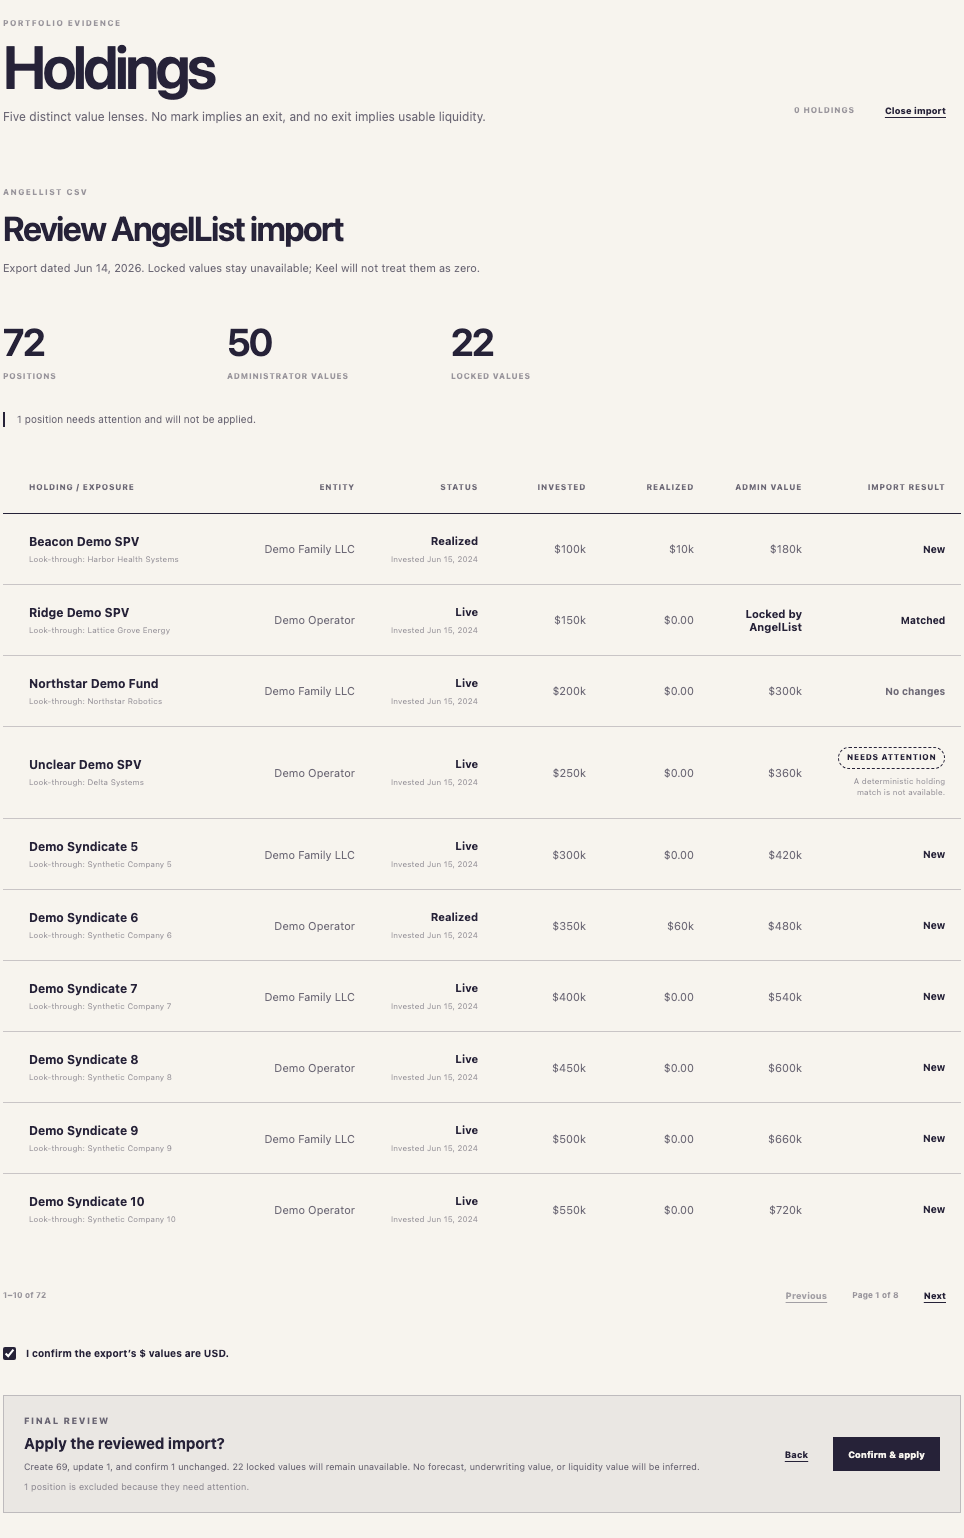 PORTFOLIO EVIDENCE
Holdings
Five distinct value lenses. No mark implies an exit, and no exit implies usable liquidity.
0 HOLDINGS Close import
ANGELLIST CSV
Review AngelList import
Export dated Jun 14, 2026. Locked values stay unavailable; Keel will not treat them as zero.
72 50 22
POSITIONS ADMINISTRATOR VALUES LOCKED VALUES
1 position needs attention and will not be applied.
HOLDING / EXPOSURE ENTITY STATUS INVESTED REALIZED ADMIN VALUE IMPORT RESULT
Beacon Demo SPV Demo Family LLC Realized $100k $10k $180k New
Look-through: Harbor Health Systems Invested Jun 15, 2024
Ridge Demo SPV Demo Operator Live $150k $0.00 Locked by AngelList Matched
Look-through: Lattice Grove Energy Invested Jun 15, 2024
Northstar Demo Fund Demo Family LLC Live $200k $0.00 $300k No changes
Look-through: Northstar Robotics Invested Jun 15, 2024
Unclear Demo SPV Demo Operator Live $250k $0.00 $360k NEEDS ATTENTION
Look-through: Delta Systems Invested Jun 15, 2024 A deterministic holding
match is not available.
Demo Syndicate 5 Demo Family LLC Live $300k $0.00 $420k New
Look-through: Synthetic Company 5 Invested Jun 15, 2024
Demo Syndicate 6 Demo Operator Realized $350k $60k $480k New
Look-through: Synthetic Company 6 Invested Jun 15, 2024
Demo Syndicate 7 Demo Family LLC Live $400k $0.00 $540k New
Look-through: Synthetic Company 7 Invested Jun 15, 2024
Demo Syndicate 8 Demo Operator Live $450k $0.00 $600k New
Look-through: Synthetic Company 8 Invested Jun 15, 2024
Demo Syndicate 9 Demo Family LLC Live $500k $0.00 $660k New
Look-through: Synthetic Company 9 Invested Jun 15, 2024
Demo Syndicate 10 Demo Operator Live $550k $0.00 $720k New
Look-through: Synthetic Company 10 Invested Jun 15, 2024
1–10 of 72 Previous Page 1 of 8 Next
I confirm the export’s $ values are USD.
FINAL REVIEW
Apply the reviewed import?
Create 69, update 1, and confirm 1 unchanged. 22 locked values will remain unavailable. No forecast, underwriting value, or liquidity value will be inferred.
1 position is excluded because they need attention.
Back Confirm & apply